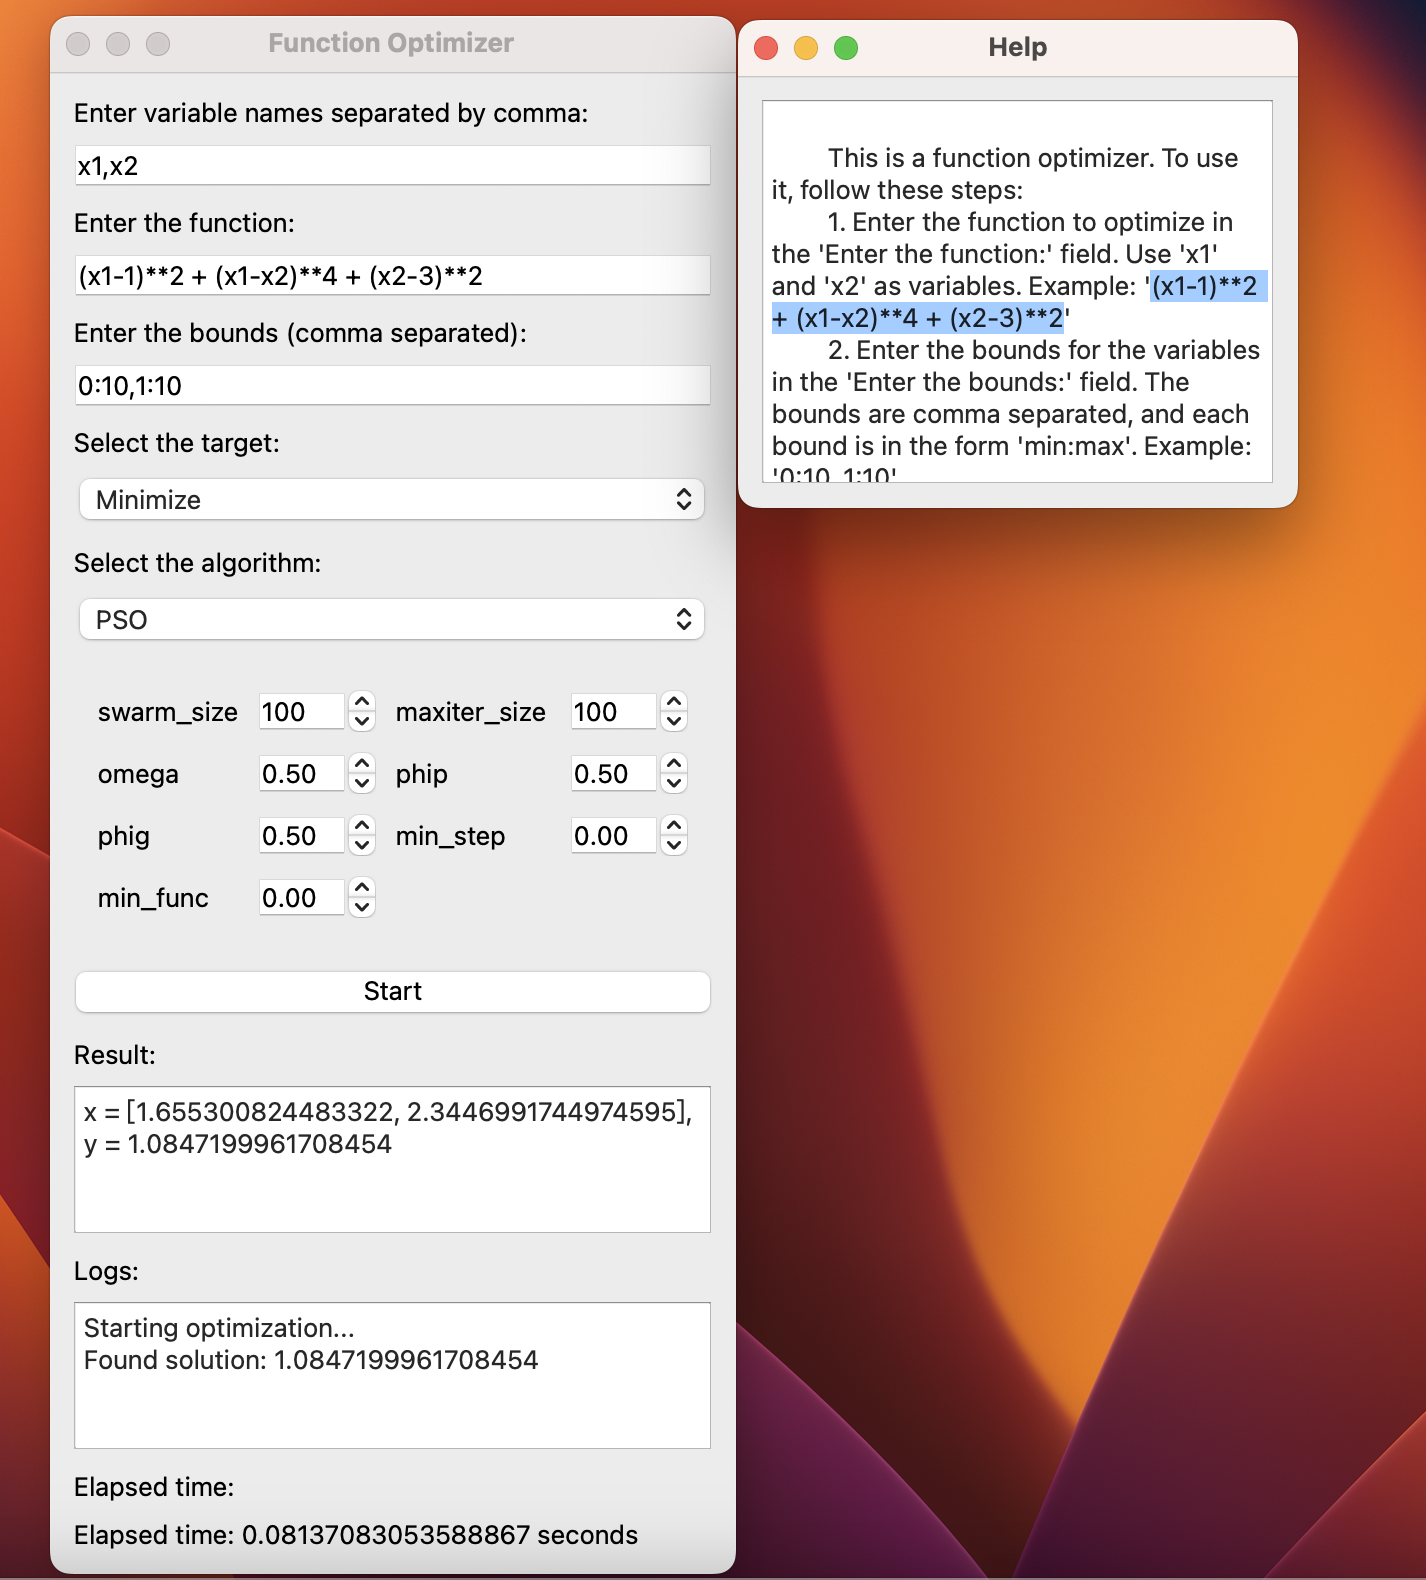 Function Optimizer
Enter variable names separated by comma:
x1,x2
Enter the function:
(x1-1)**2 + (x1-x2)**4 + (x2-3)**2
Enter the bounds (comma separated):
0:10,1:10
Select the target:
Minimize
Select the algorithm:
PSO
swarm_size 100 maxiter_size 100
omega 0.50 phip 0.50
phig 0.50 min_step 0.00
min_func 0.00
Start
Result:
x = [1.655300824483322, 2.3446991744974595],
y = 1.0847199961708454
Logs:
Starting optimization...
Found solution: 1.0847199961708454
Elapsed time:
Elapsed time: 0.08137083053588867 seconds
Help
This is a function optimizer. To use
it, follow these steps:
1. Enter the function to optimize in
the 'Enter the function:' field. Use 'x1'
and 'x2' as variables. Example: '(x1-1)**2
+ (x1-x2)**4 + (x2-3)**2'
2. Enter the bounds for the variables
in the 'Enter the bounds:' field. The
bounds are comma separated, and each
bound is in the form 'min:max'. Example:
'0:10, 1:10'